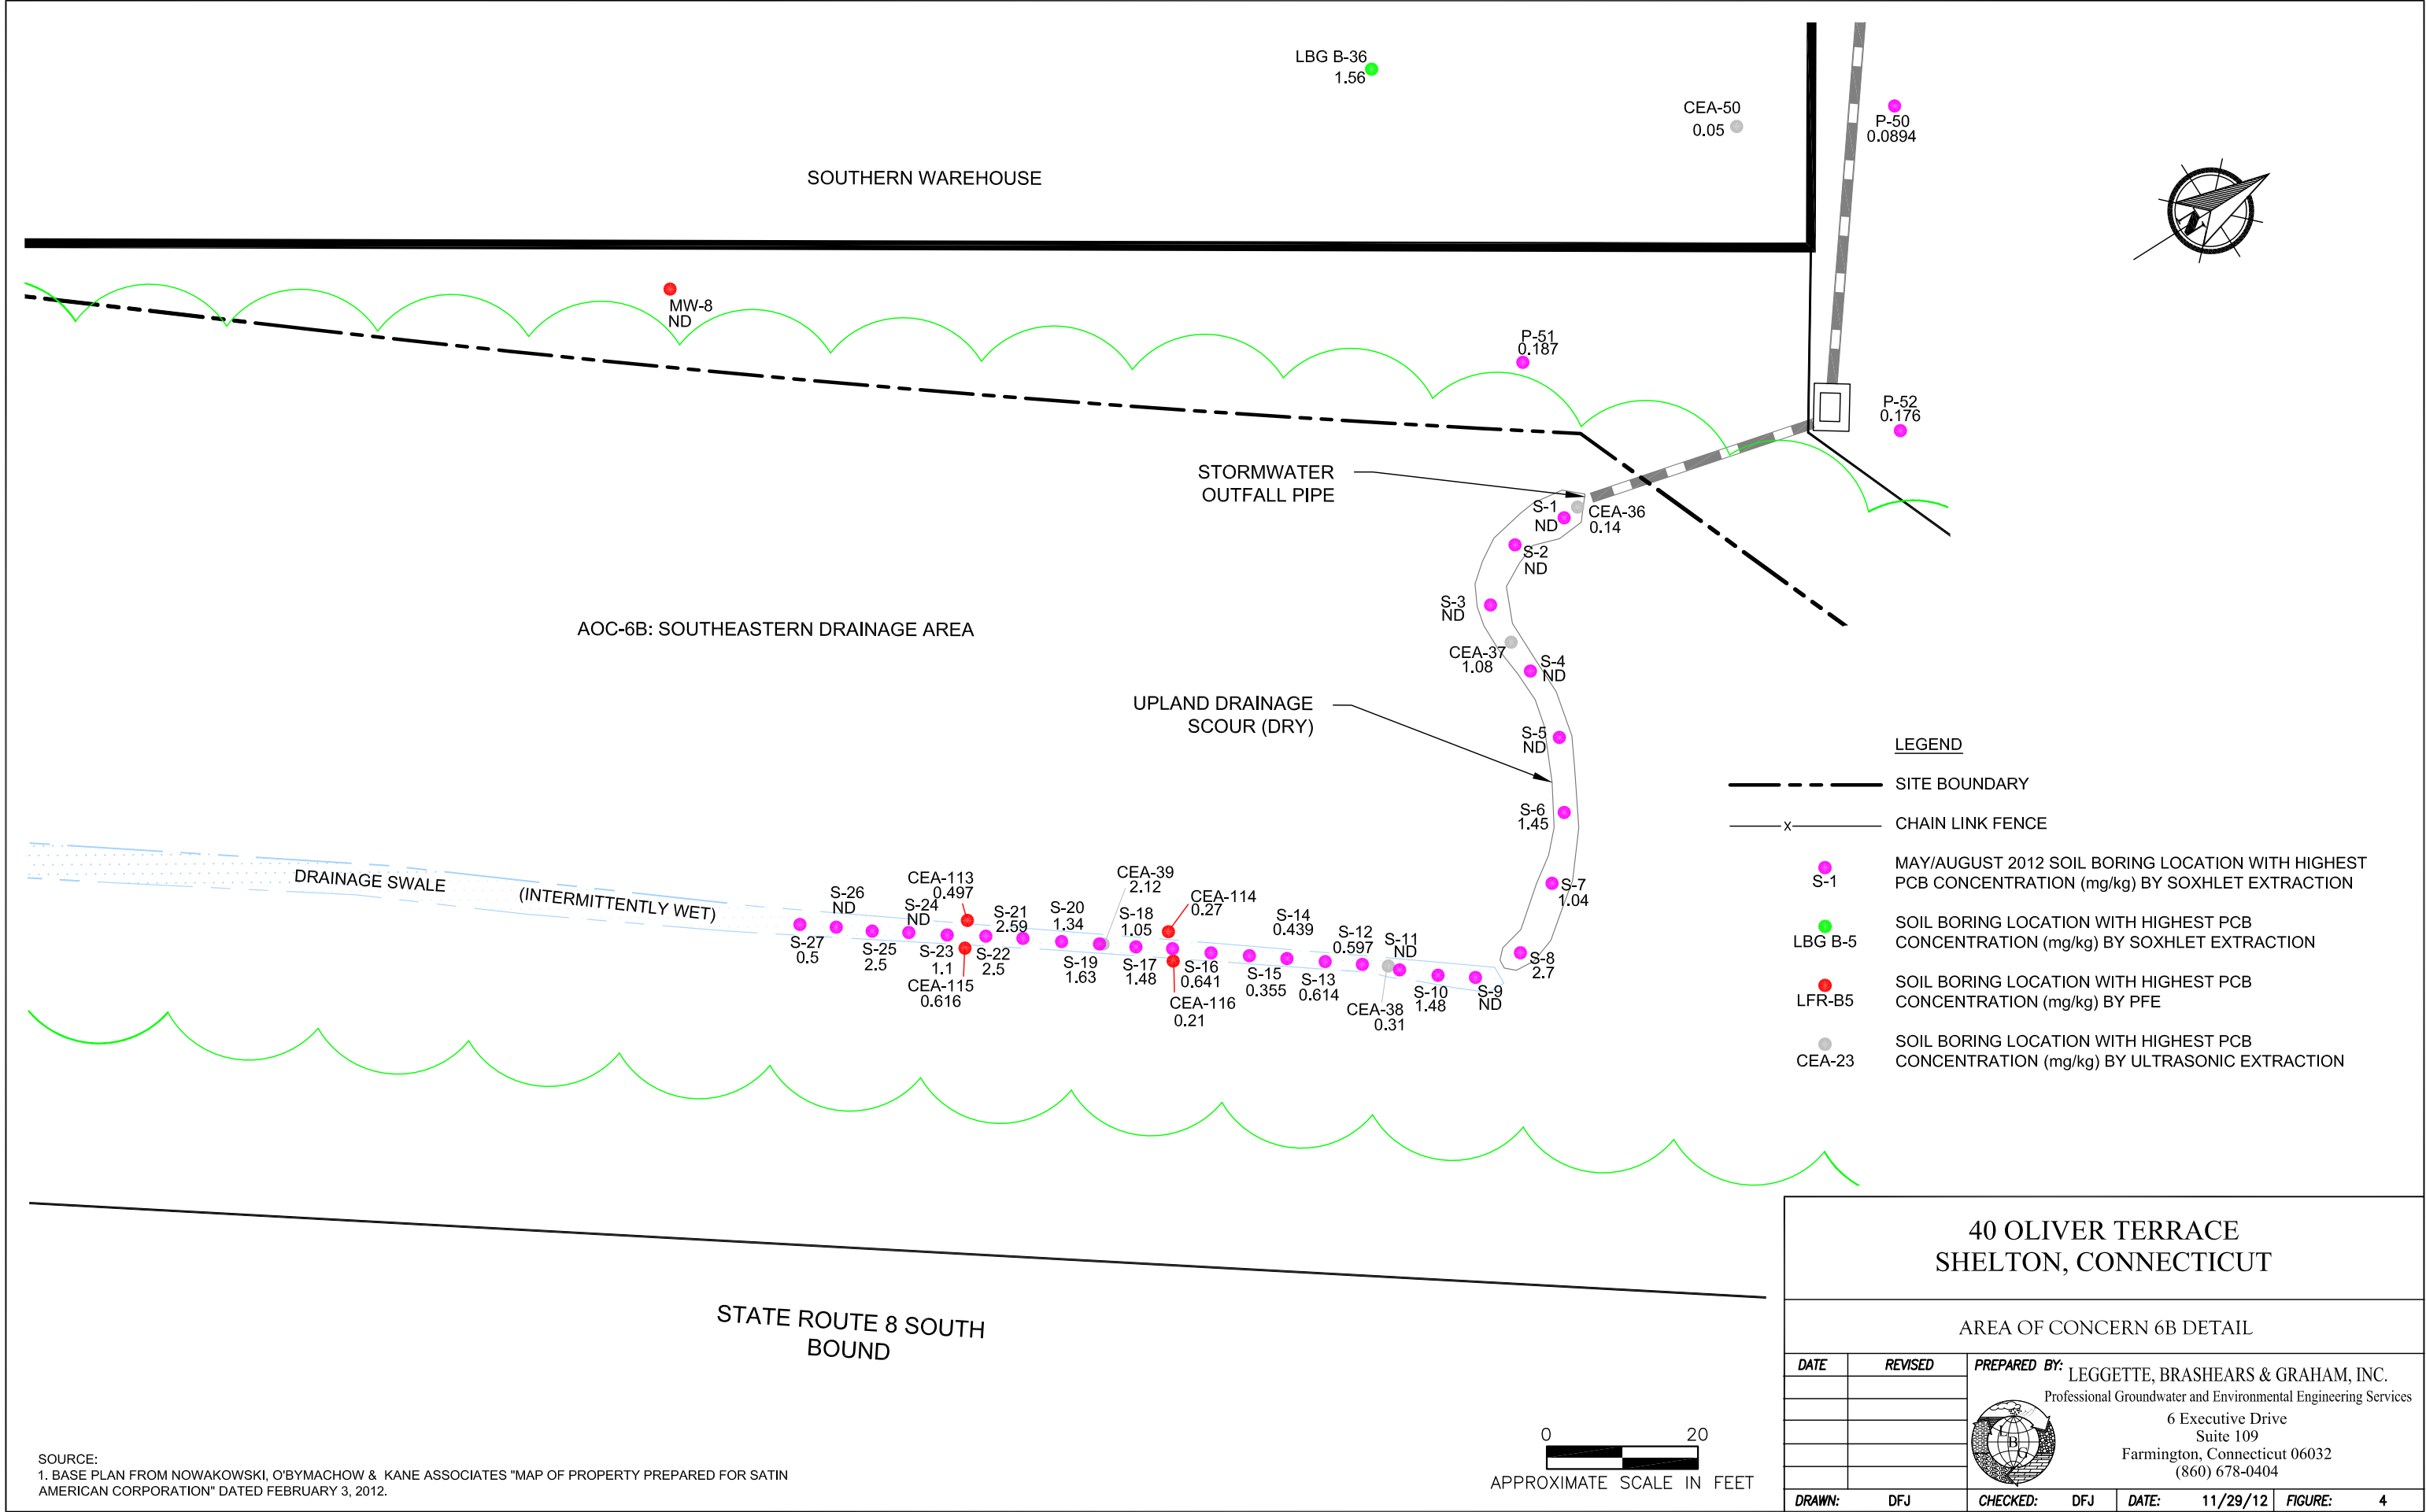 LBG B-36
1.56
CEA-50
0.05
P-50
0.0894
SOUTHERN WAREHOUSE
N
MW-8
ND
P-51
0.187
P-52
0.176
STORMWATER
OUTFALL PIPE
S-1
ND
CEA-36
0.14
S-2
ND
S-3
ND
AOC-6B: SOUTHEASTERN DRAINAGE AREA
CEA-37
1.08
S-4
ND
UPLAND DRAINAGE
SCOUR (DRY)
S-5
ND
S-6
1.45
S-7
1.04
S-8
2.7
DRAINAGE SWALE
(INTERMITTENTLY WET)
S-27
0.5
S-26
ND
S-25
2.5
S-24
ND
CEA-113
0.497
S-23
1.1
CEA-115
0.616
S-22
2.5
S-21
2.59
S-20
1.34
S-19
1.63
CEA-39
2.12
S-18
1.05
S-17
1.48
CEA-114
0.27
S-16
0.641
CEA-116
0.21
S-15
0.355
S-14
0.439
S-13
0.614
S-12
0.597
S-11
ND
CEA-38
0.31
S-10
1.48
S-9
ND
LEGEND
SITE BOUNDARY
x
CHAIN LINK FENCE
S-1
MAY/AUGUST 2012 SOIL BORING LOCATION WITH HIGHEST
PCB CONCENTRATION (mg/kg) BY SOXHLET EXTRACTION
LBG B-5
SOIL BORING LOCATION WITH HIGHEST PCB
CONCENTRATION (mg/kg) BY SOXHLET EXTRACTION
LFR-B5
SOIL BORING LOCATION WITH HIGHEST PCB
CONCENTRATION (mg/kg) BY PFE
CEA-23
SOIL BORING LOCATION WITH HIGHEST PCB
CONCENTRATION (mg/kg) BY ULTRASONIC EXTRACTION
STATE ROUTE 8 SOUTH
BOUND
SOURCE:
1. BASE PLAN FROM NOWAKOWSKI, O'BYMACHOW & KANE ASSOCIATES "MAP OF PROPERTY PREPARED FOR SATIN
AMERICAN CORPORATION" DATED FEBRUARY 3, 2012.
0 20
APPROXIMATE SCALE IN FEET
40 OLIVER TERRACE
SHELTON, CONNECTICUT
AREA OF CONCERN 6B DETAIL
DATE REVISED
PREPARED BY:
LEGGETTE, BRASHEARS & GRAHAM, INC.
Professional Groundwater and Environmental Engineering Services
6 Executive Drive
Suite 109
Farmington, Connecticut 06032
(860) 678-0404
L
B
G
DRAWN: DFJ CHECKED: DFJ DATE: 11/29/12 FIGURE: 4